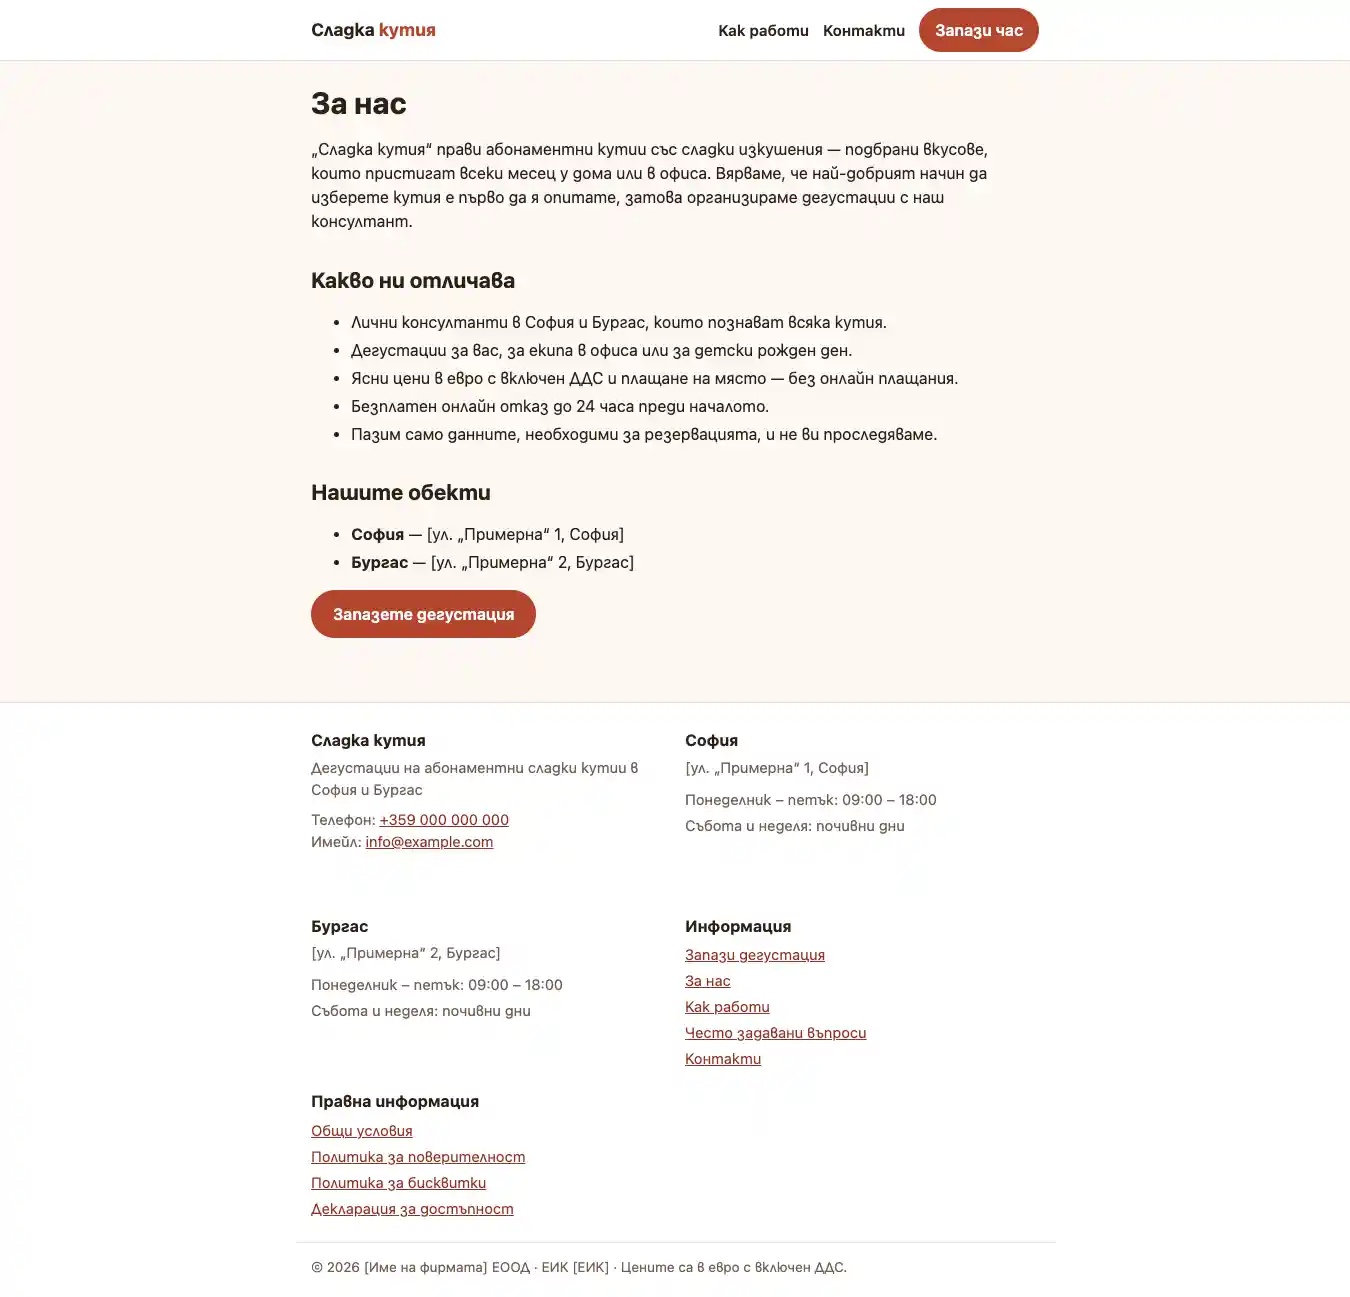 Сладка кутия
Как работи
Контакти
Запази час
За нас
„Сладка кутия“ прави абонаментни кутии със сладки изкушения — подбрани вкусове,
които пристигат всеки месец у дома или в офиса. Вярваме, че най-добрият начин да
изберете кутия е първо да я опитате, затова организираме дегустации с наш
консултант.
Какво ни отличава
• Лични консултанти в София и Бургас, които познават всяка кутия.
• Дегустации за вас, за екипа в офиса или за детски рожден ден.
• Ясни цени в евро с включен ДДС и плащане на място — без онлайн плащания.
• Безплатен онлайн отказ до 24 часа преди началото.
• Пазим само данните, необходими за резервацията, и не ви проследяваме.
Нашите обекти
• София — [ул. „Примерна“ 1, София]
• Бургас — [ул. „Примерна“ 2, Бургас]
Запазете дегустация
Сладка кутия
Дегустации на абонаментни сладки кутии в
София и Бургас
Телефон: +359 000 000 000
Имейл: info@example.com
София
[ул. „Примерна“ 1, София]
Понеделник – петък: 09:00 – 18:00
Събота и неделя: почивни дни
Бургас
[ул. „Примерна“ 2, Бургас]
Понеделник – петък: 09:00 – 18:00
Събота и неделя: почивни дни
Информация
Запази дегустация
За нас
Как работи
Често задавани въпроси
Контакти
Правна информация
Общи условия
Политика за поверителност
Политика за бисквитки
Декларация за достъпност
© 2026 [Име на фирмата] ЕООД · ЕИК [ЕИК] · Цените са в евро с включен ДДС.